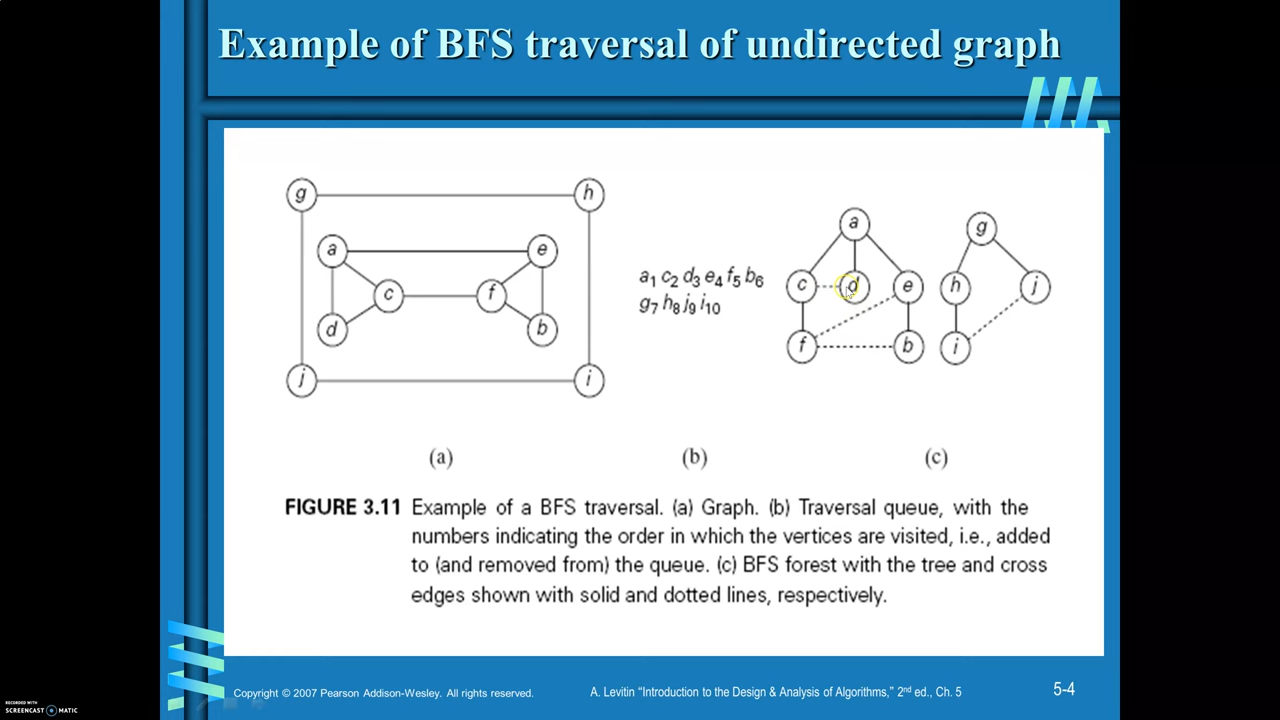 Example of BFS traversal of undirected graph
g h
a e
c f
d b
j i
a1 c2 d3 e4 f5 b6
g7 h8 j9 i10
a g
c d e h j
f b i
(a) (b) (c)
FIGURE 3.11 Example of a BFS traversal. (a) Graph. (b) Traversal queue, with the
numbers indicating the order in which the vertices are visited, i.e., added
to (and removed from) the queue. (c) BFS forest with the tree and cross
edges shown with solid and dotted lines, respectively.
Copyright © 2007 Pearson Addison-Wesley. All rights reserved. A. Levitin “Introduction to the Design & Analysis of Algorithms,” 2nd ed., Ch. 5 5-4
RECORDED WITH
SCREENCAST MATIC